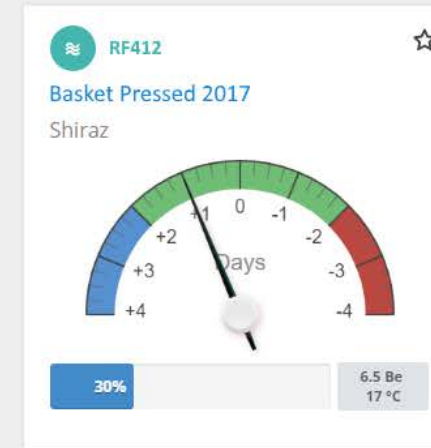 RF412
Basket Pressed 2017
Shiraz
0
+1
-1
+2
-2
Days
+3
-3
+4
-4
30%
6.5 Be
17 °C